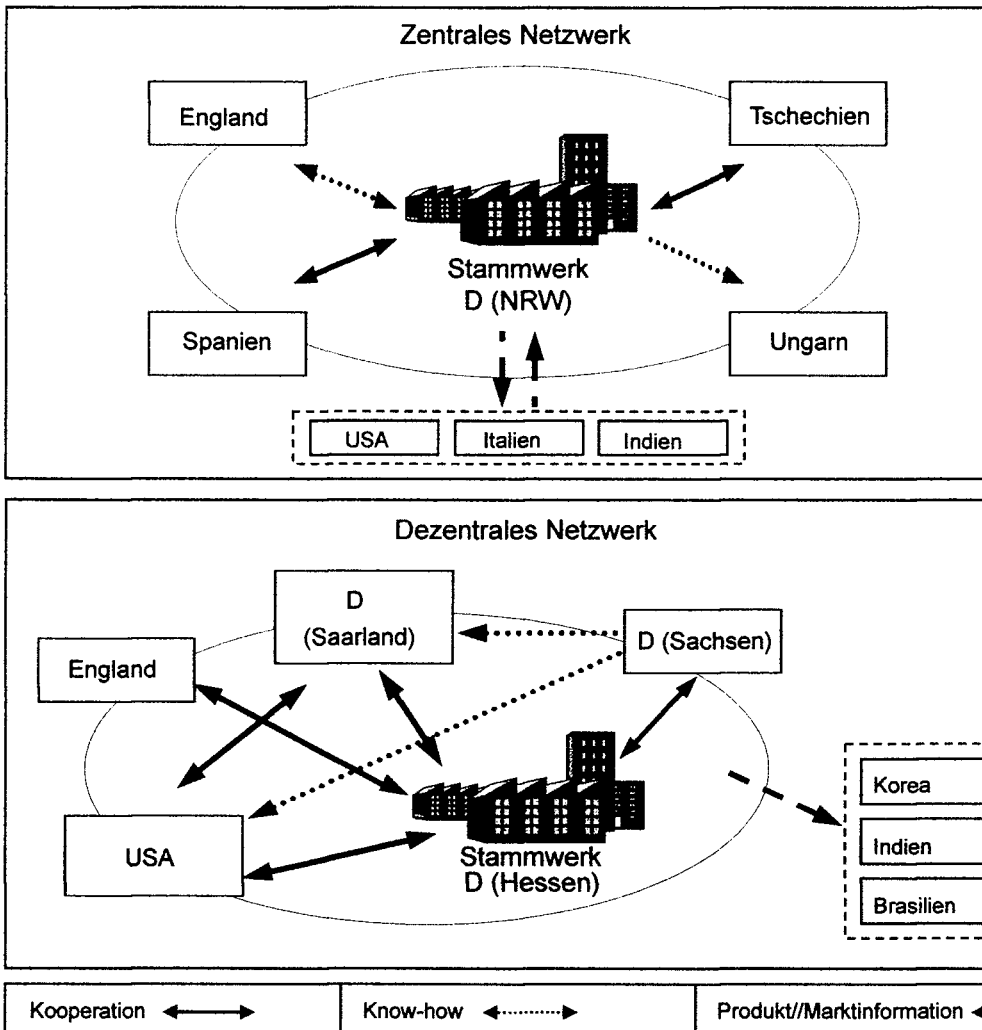 Zentrales Netzwerk
England
Tschechien
Stammwerk
D (NRW)
Spanien
Ungarn
USA
Italien
Indien
Dezentrales Netzwerk
D
(Saarland)
D (Sachsen)
England
Korea
USA
Stammwerk
D (Hessen)
Indien
Brasilien
Kooperation
Know-how
Produkt//Marktinformation